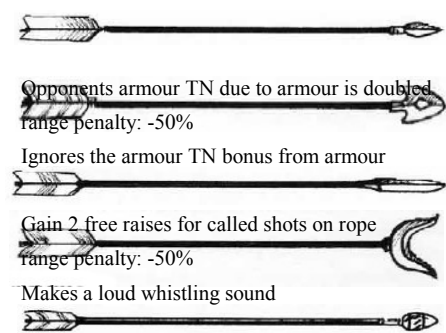 Opponents armour TN due to armour is doubled
range penalty: -50%
Ignores the armour TN bonus from armour
Gain 2 free raises for called shots on rope
range penalty: -50%
Makes a loud whistling sound